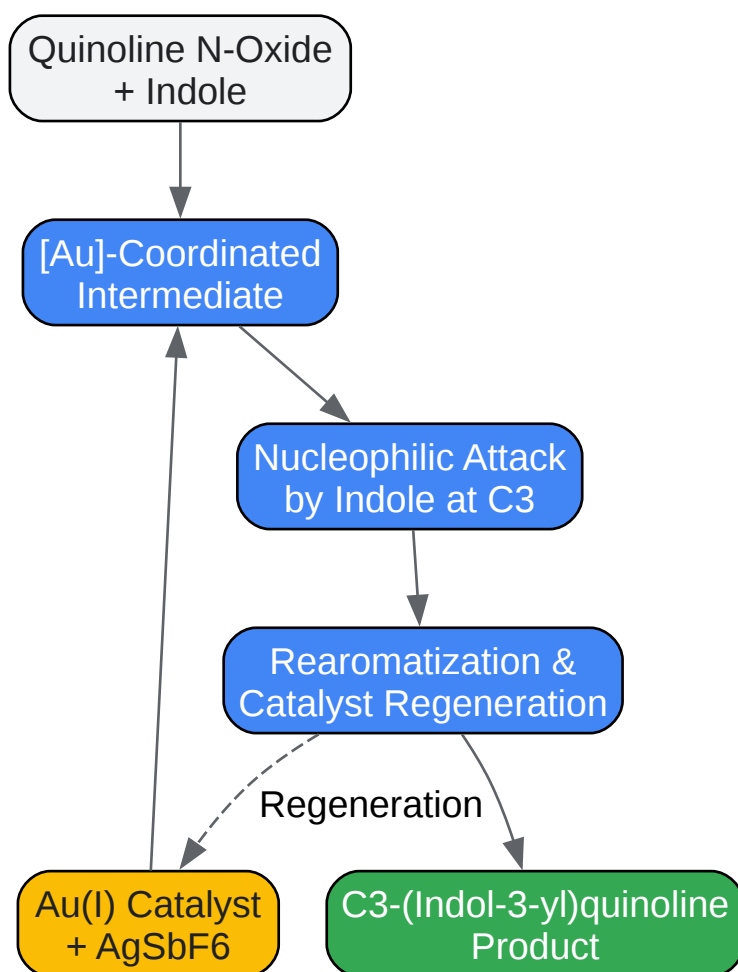 Quinoline N-Oxide
+ Indole
[Au]-Coordinated
Intermediate
Nucleophilic Attack
by Indole at C3
Rearomatization &
Catalyst Regeneration
Regeneration
Au(I) Catalyst
+ AgSbF6
C3-(Indol-3-yl)quinoline
Product